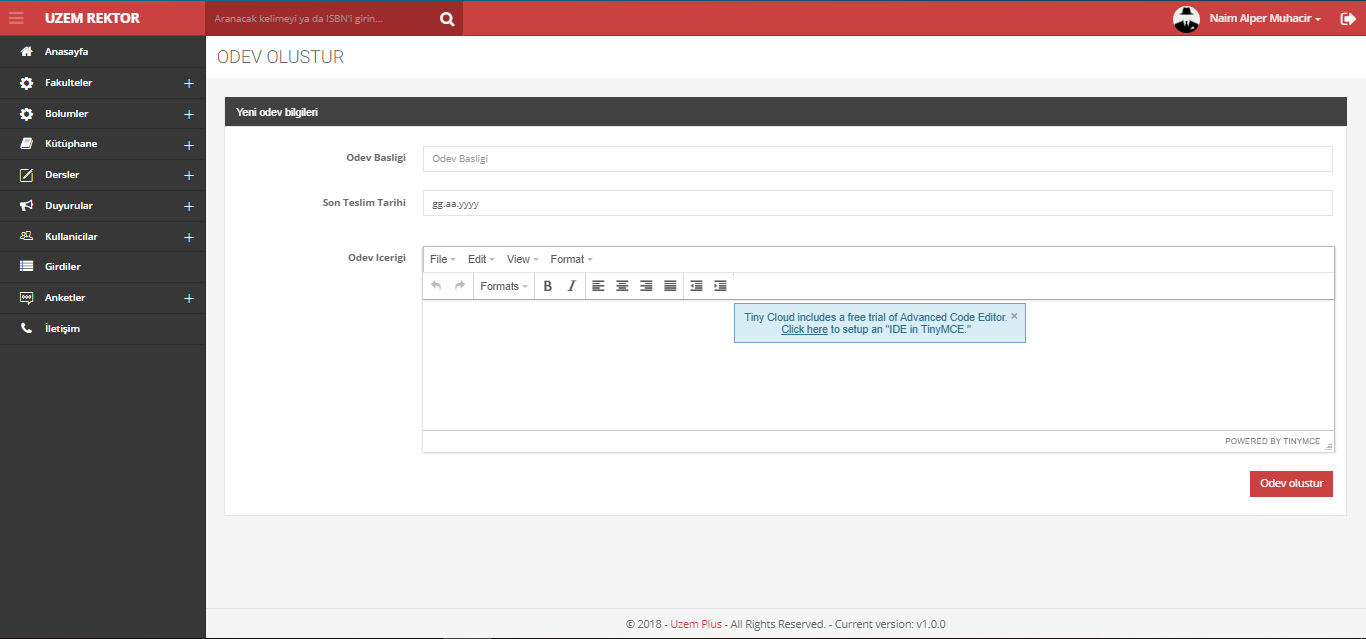 UZEM REKTOR
Aranacak kelimeyi ya da ISBN'i girin...
Naim Alper Muhacir
Anasayfa
Fakulteler
Bolumler
Kütüphane
Dersler
Duyurular
Kullanicilar
Girdiler
Anketler
İletişim
ODEV OLUSTUR
Yeni odev bilgileri
Odev Basligi
Odev Basligi
Son Teslim Tarihi
gg.aa.yyyy
Odev Icerigi
File Edit View Format
Formats B I
Tiny Cloud includes a free trial of Advanced Code Editor. ×
Click here to setup an "IDE in TinyMCE."
POWERED BY TINYMCE
Odev olustur
© 2018 - Uzem Plus - All Rights Reserved. - Current version: v1.0.0